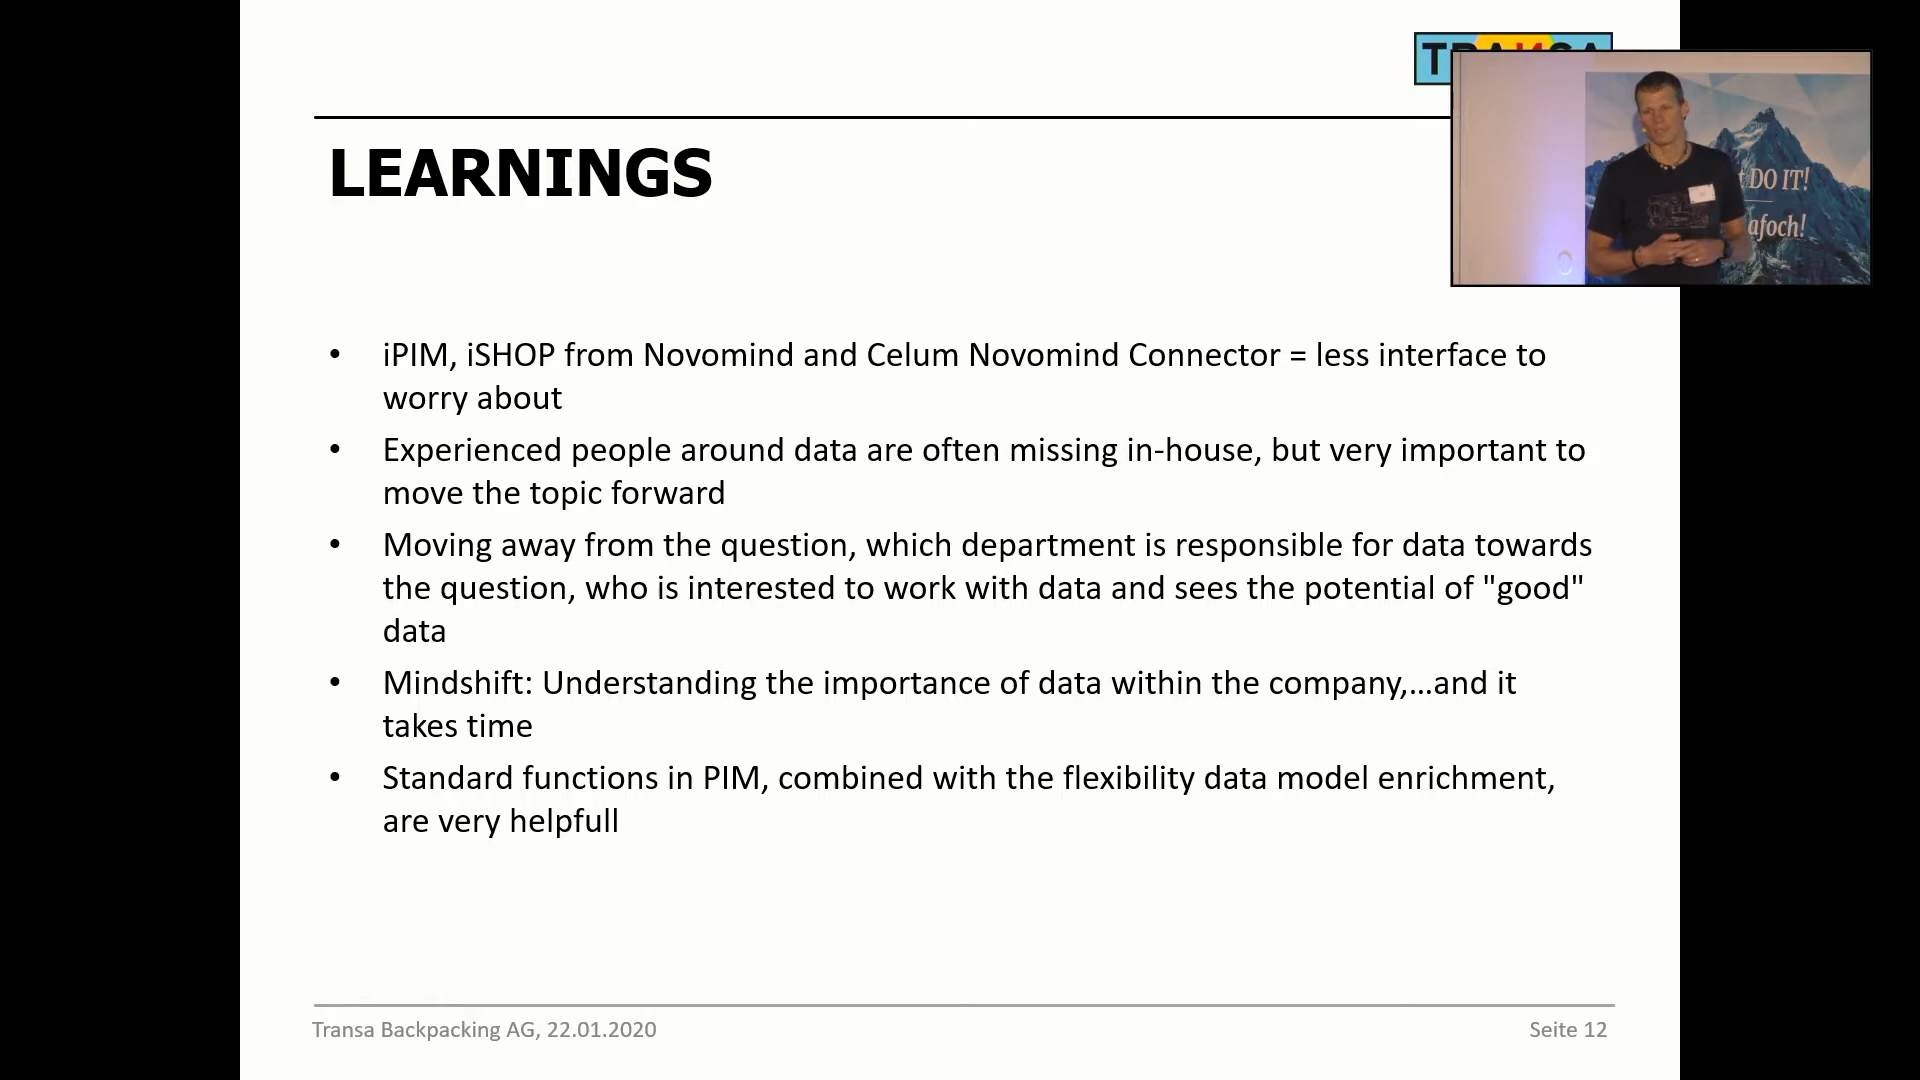 LEARNINGS
DO IT!
afoch!
• iPIM, iSHOP from Novomind and Celum Novomind Connector = less interface to
worry about
• Experienced people around data are often missing in-house, but very important to
move the topic forward
• Moving away from the question, which department is responsible for data towards
the question, who is interested to work with data and sees the potential of "good"
data
• Mindshift: Understanding the importance of data within the company,...and it
takes time
• Standard functions in PIM, combined with the flexibility data model enrichment,
are very helpfull
Transa Backpacking AG, 22.01.2020
Seite 12